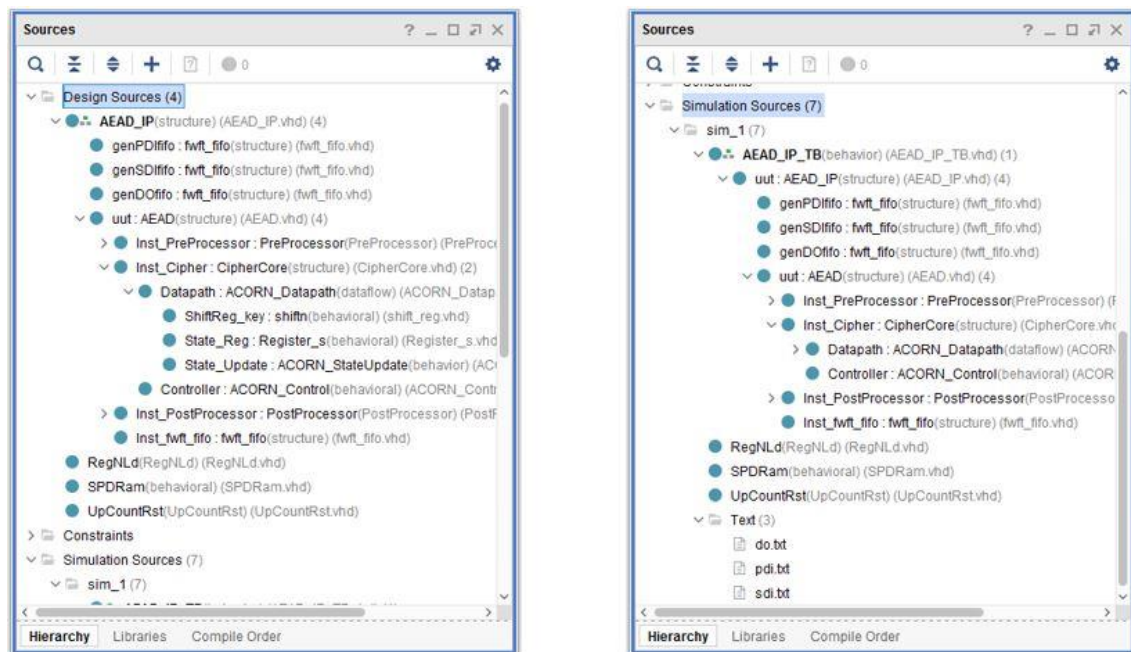 Sources
? _ □ ↗ ×
0
Design Sources (4)
AEAD_IP(structure) (AEAD_IP.vhd) (4)
genPDIfifo : fwft_fifo(structure) (fwft_fifo.vhd)
genSDIfifo : fwft_fifo(structure) (fwft_fifo.vhd)
genDOfifo : fwft_fifo(structure) (fwft_fifo.vhd)
uut : AEAD(structure) (AEAD.vhd) (4)
Inst_PreProcessor : PreProcessor(PreProcessor) (PreProce
Inst_Cipher : CipherCore(structure) (CipherCore.vhd) (2)
Datapath : ACORN_Datapath(dataflow) (ACORN_Datap
ShiftReg_key : shiftn(behavioral) (shift_reg.vhd)
State_Reg : Register_s(behavioral) (Register_s.vhd
State_Update : ACORN_StateUpdate(behavior) (AC
Controller : ACORN_Control(behavioral) (ACORN_Contr
Inst_PostProcessor : PostProcessor(PostProcessor) (PostF
Inst_fwft_fifo : fwft_fifo(structure) (fwft_fifo.vhd)
RegNLd(RegNLd) (RegNLd.vhd)
SPDRam(behavioral) (SPDRam.vhd)
UpCountRst(UpCountRst) (UpCountRst.vhd)
Constraints
Simulation Sources (7)
sim_1 (7)
Hierarchy Libraries Compile Order
Sources
? _ □ ↗ ×
0
Simulation Sources (7)
sim_1 (7)
AEAD_IP_TB(behavior) (AEAD_IP_TB.vhd) (1)
uut : AEAD_IP(structure) (AEAD_IP.vhd) (4)
genPDIfifo : fwft_fifo(structure) (fwft_fifo.vhd)
genSDIfifo : fwft_fifo(structure) (fwft_fifo.vhd)
genDOfifo : fwft_fifo(structure) (fwft_fifo.vhd)
uut : AEAD(structure) (AEAD.vhd) (4)
Inst_PreProcessor : PreProcessor(PreProcessor) (F
Inst_Cipher : CipherCore(structure) (CipherCore.vhd
Datapath : ACORN_Datapath(dataflow) (ACORN
Controller : ACORN_Control(behavioral) (ACOR
Inst_PostProcessor : PostProcessor(PostProcesso
Inst_fwft_fifo : fwft_fifo(structure) (fwft_fifo.vhd)
RegNLd(RegNLd) (RegNLd.vhd)
SPDRam(behavioral) (SPDRam.vhd)
UpCountRst(UpCountRst) (UpCountRst.vhd)
Text (3)
do.txt
pdi.txt
sdi.txt
Hierarchy Libraries Compile Order